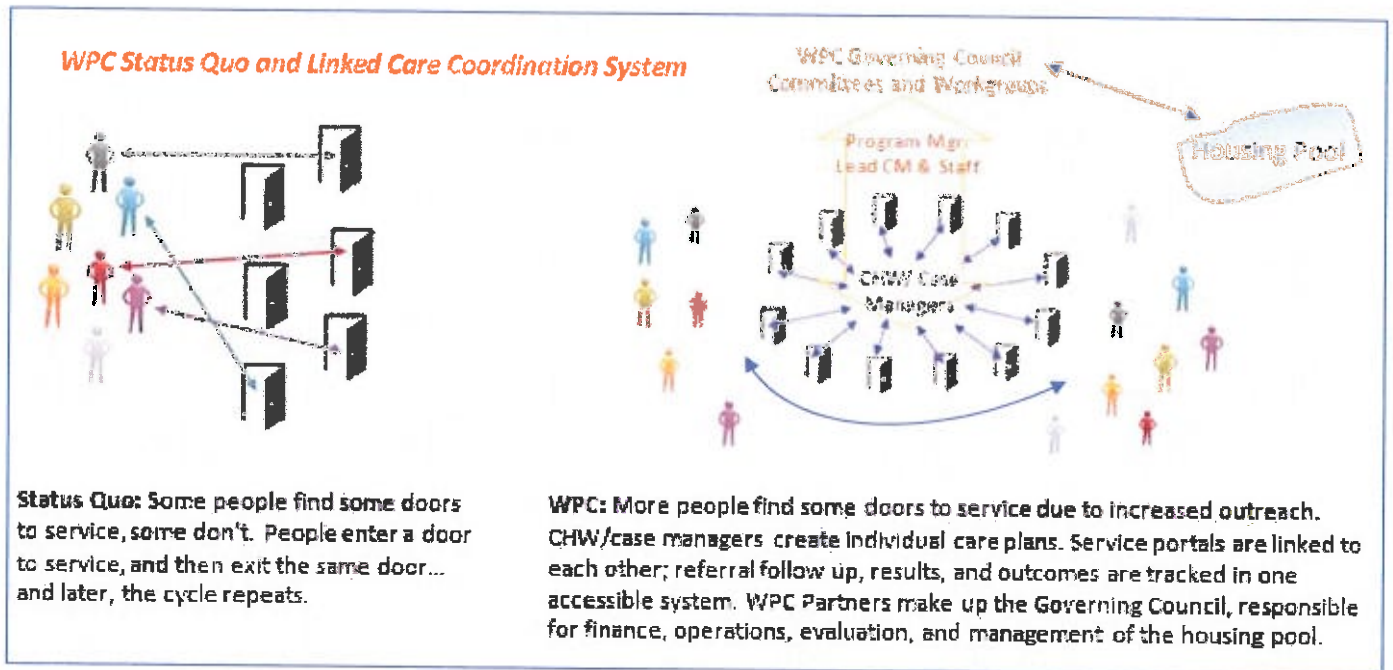 WPC Status Quo and Linked Care Coordination System
WPC Governing Council
Committees and Workgroups
Program Mgr.
Lead CM & Staff
Housing Pool
CHW Case
Managers
Status Quo: Some people find some doors
to service, some don't. People enter a door
to service, and then exit the same door...
and later, the cycle repeats.
WPC: More people find some doors to service due to increased outreach.
CHW/case managers create individual care plans. Service portals are linked to
each other; referral follow up, results, and outcomes are tracked in one
accessible system. WPC Partners make up the Governing Council, responsible
for finance, operations, evaluation, and management of the housing pool.